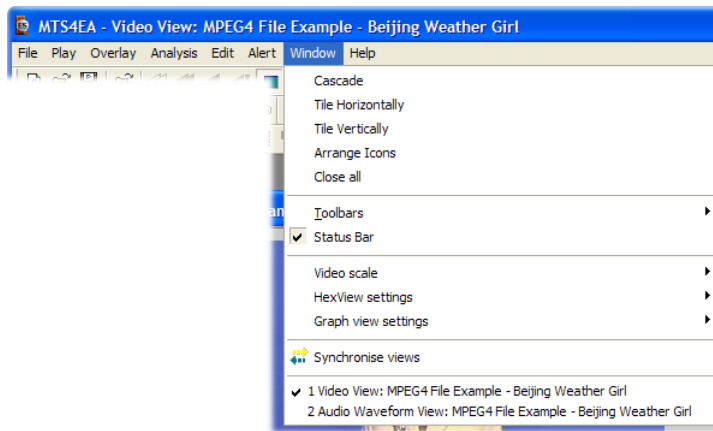 MTS4EA - Video View: MPEG4 File Example - Beijing Weather Girl
File Play Overlay Analysis Edit Alert Window Help
Cascade
Tile Horizontally
Tile Vertically
Arrange Icons
Close all
Toolbars
Status Bar
Video scale
HexView settings
Graph view settings
Synchronise views
1 Video View: MPEG4 File Example - Beijing Weather Girl
2 Audio Waveform View: MPEG4 File Example - Beijing Weather Girl